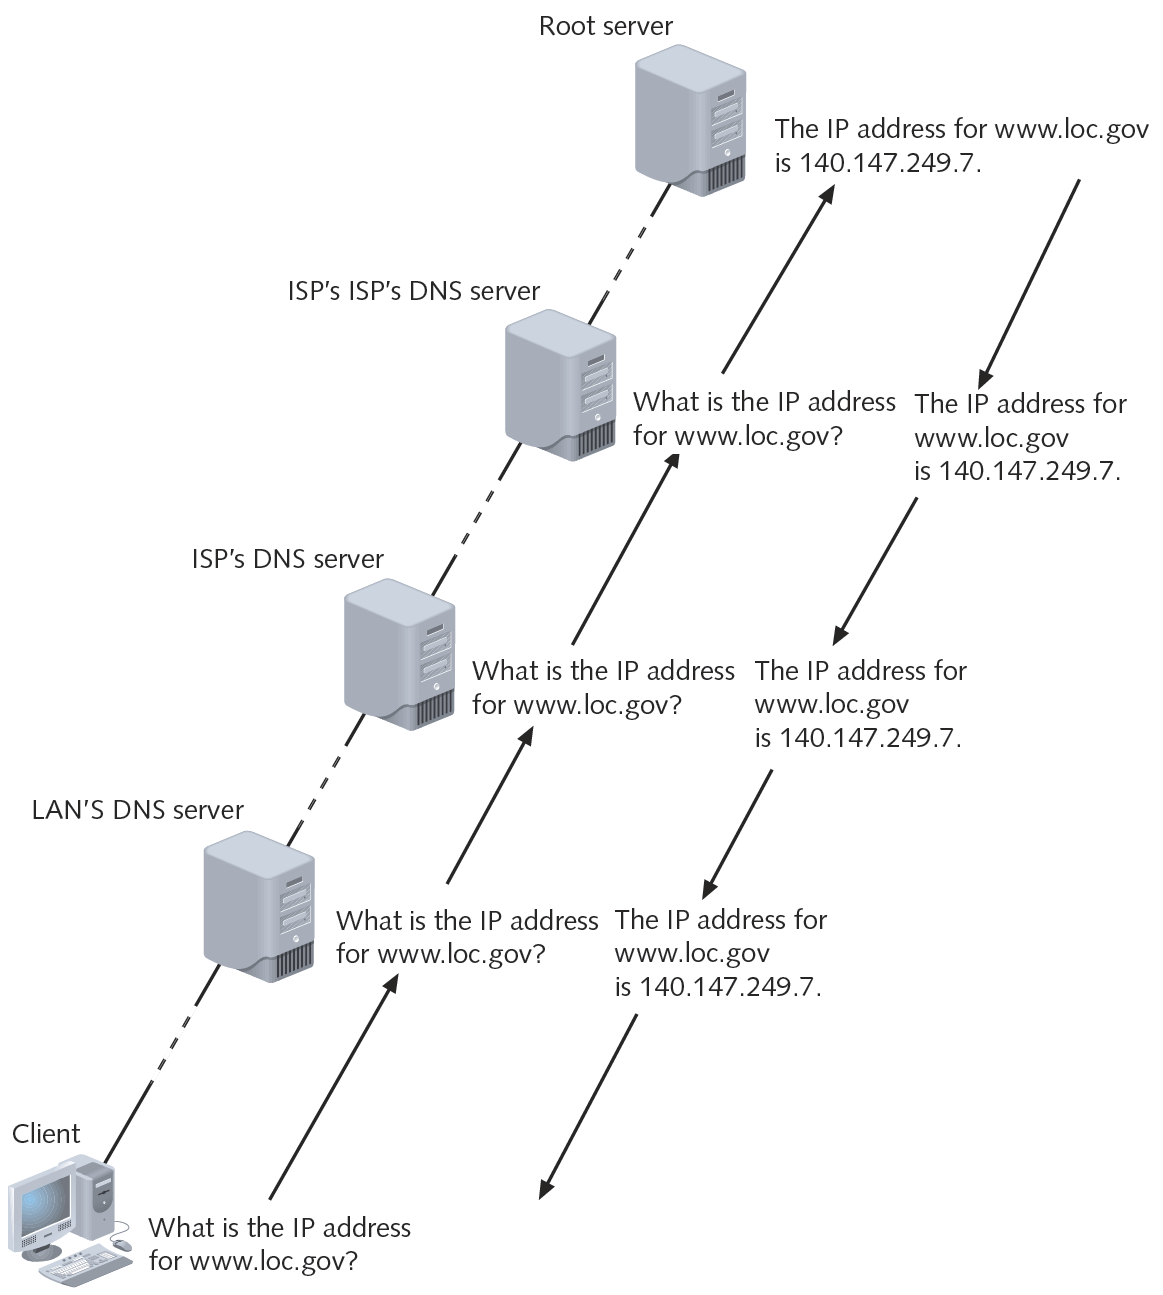 Root server
The IP address for www.loc.gov
is 140.147.249.7.
ISP's ISP's DNS server
What is the IP address
for www.loc.gov?
The IP address for
www.loc.gov
is 140.147.249.7.
ISP's DNS server
What is the IP address
for www.loc.gov?
The IP address for
www.loc.gov
is 140.147.249.7.
LAN'S DNS server
What is the IP address
for www.loc.gov?
The IP address for
www.loc.gov
is 140.147.249.7.
Client
What is the IP address
for www.loc.gov?